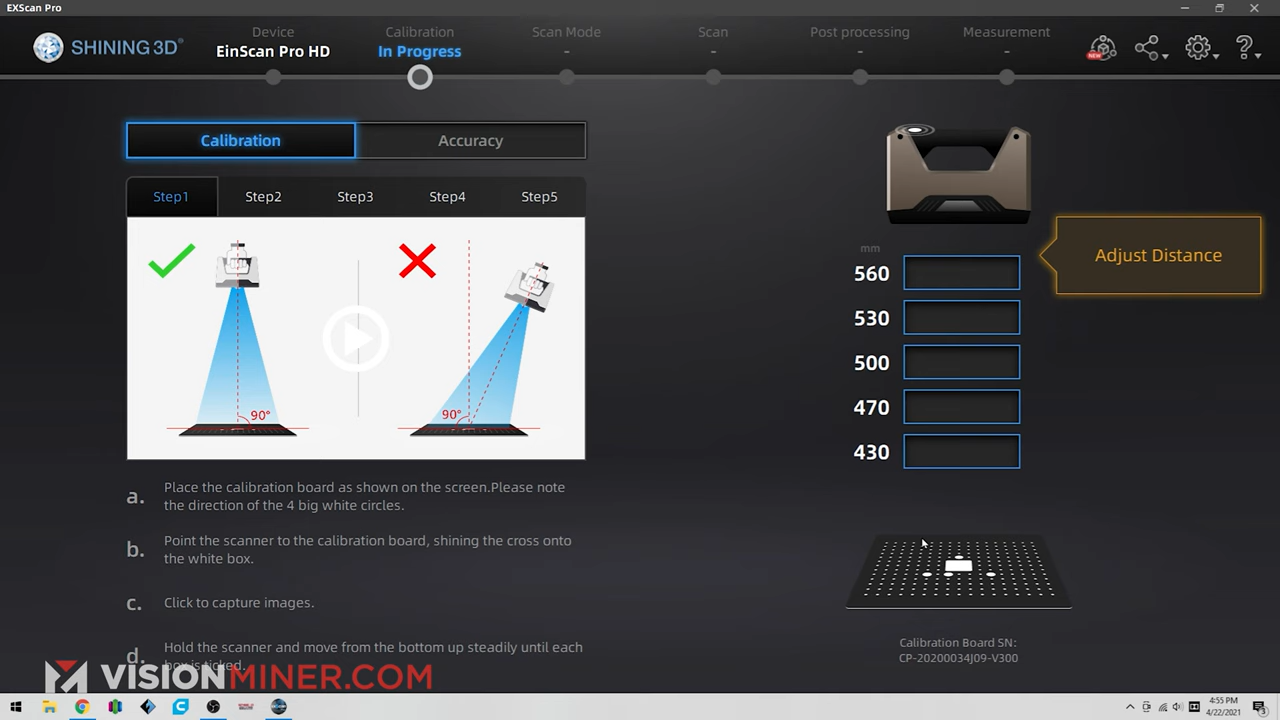 EXScan Pro
SHINING 3D®
Device
EinScan Pro HD
Calibration
In Progress
Scan Mode
-
Scan
-
Post processing
-
Measurement
-
NEW
Calibration
Accuracy
Step1
Step2
Step3
Step4
Step5
90°
90°
a. Place the calibration board as shown on the screen.Please note
the direction of the 4 big white circles.
b. Point the scanner to the calibration board, shining the cross onto
the white box.
c. Click to capture images.
d. Hold the scanner and move from the bottom up steadily until each
box is ticked.
mm
560
530
500
470
430
Adjust Distance
Calibration Board SN:
CP-20200034J09-V300
VISIONMINER.COM
4:55 PM
4/22/2021
3